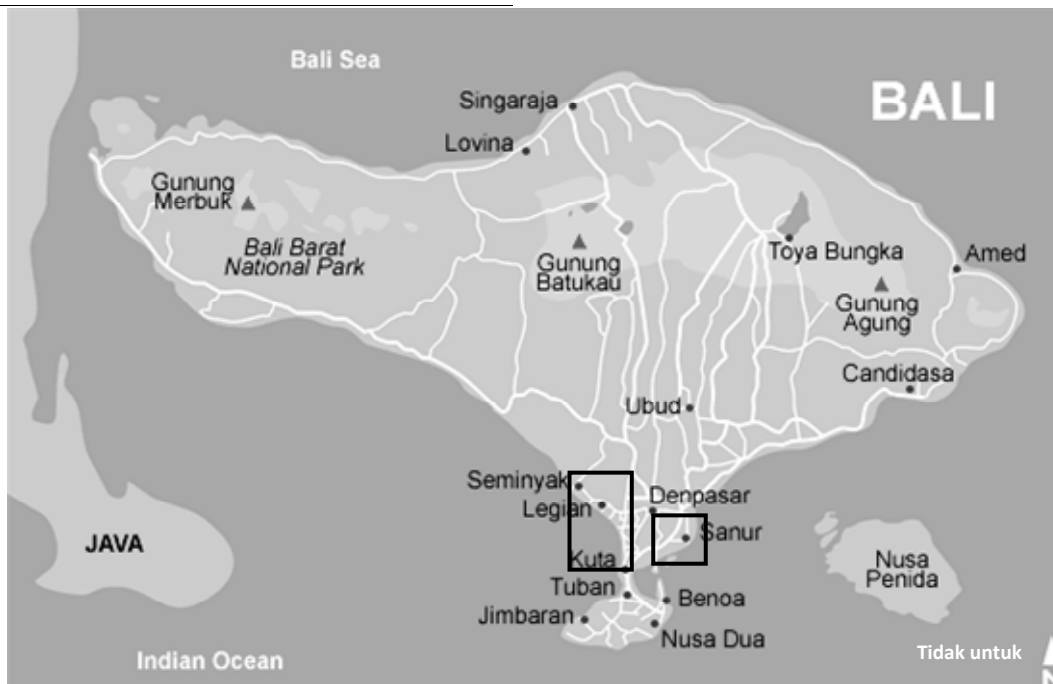 Bali Sea
BALI
Singaraja
Lovina
Gunung
Merbuk
Bali Barat
National Park
Gunung
Batukau
Toya Bungka
Amed
Gunung
Agung
Candidasa
Ubud
Seminyak
Legian
Denpasar
Sanur
JAVA
Kuta
Nusa
Penida
Tuban
Benoa
Jimbaran
Nusa Dua
Tidak untuk
Indian Ocean